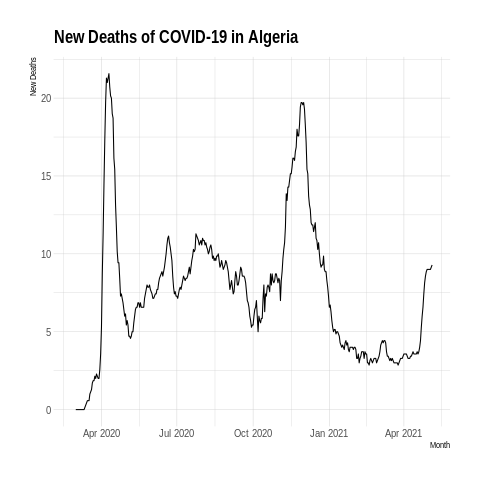 New Deaths of COVID-19 in Algeria
New Deaths
20
15
10
5
0
Apr 2020 Jul 2020 Oct 2020 Jan 2021 Apr 2021
Month